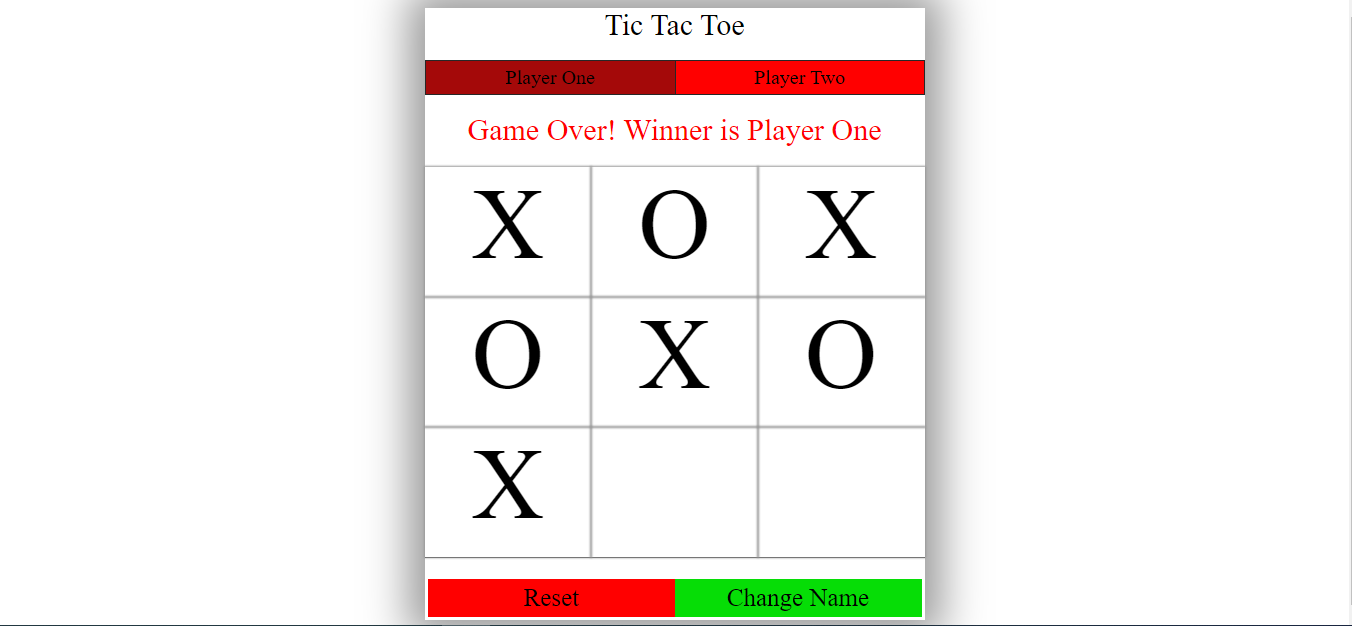 Tic Tac Toe
Player One Player Two
Game Over! Winner is Player One
X O X
O X O
X
Reset Change Name